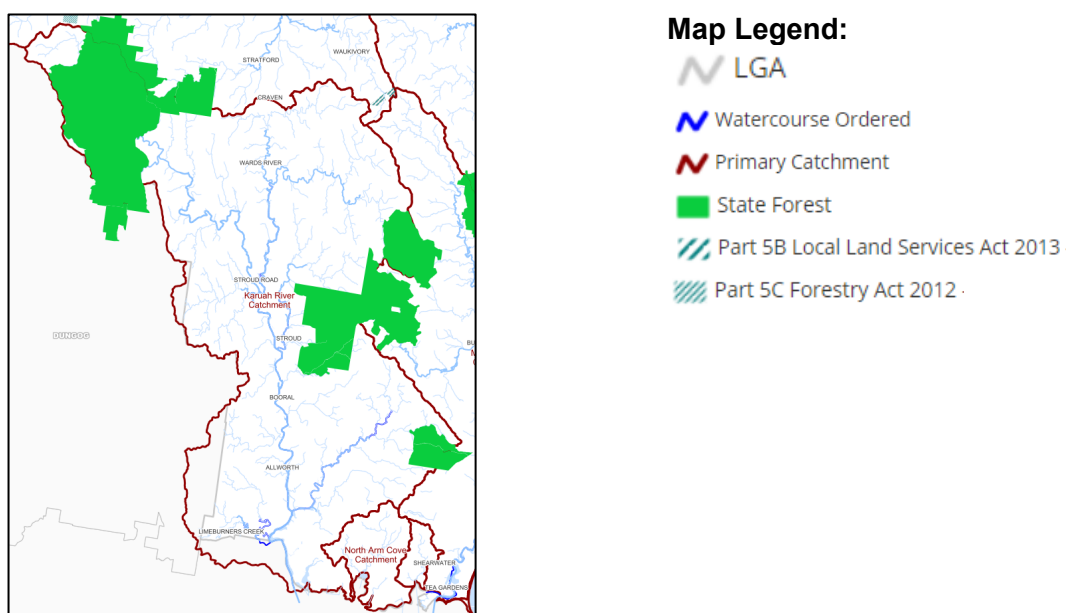 WAUKIVORY
STRATFORD
CRAVEN
WARDS RIVER
STROUD ROAD
Karuah River
Catchment
DUNGOG
STROUD
BU
BOORAL
ALLWORTH
LIMEBURNERS CREEK
North Arm Cove
Catchment
SHEARWATER
TEA GARDENS
Map Legend:
LGA
Watercourse Ordered
Primary Catchment
State Forest
Part 5B Local Land Services Act 2013
Part 5C Forestry Act 2012